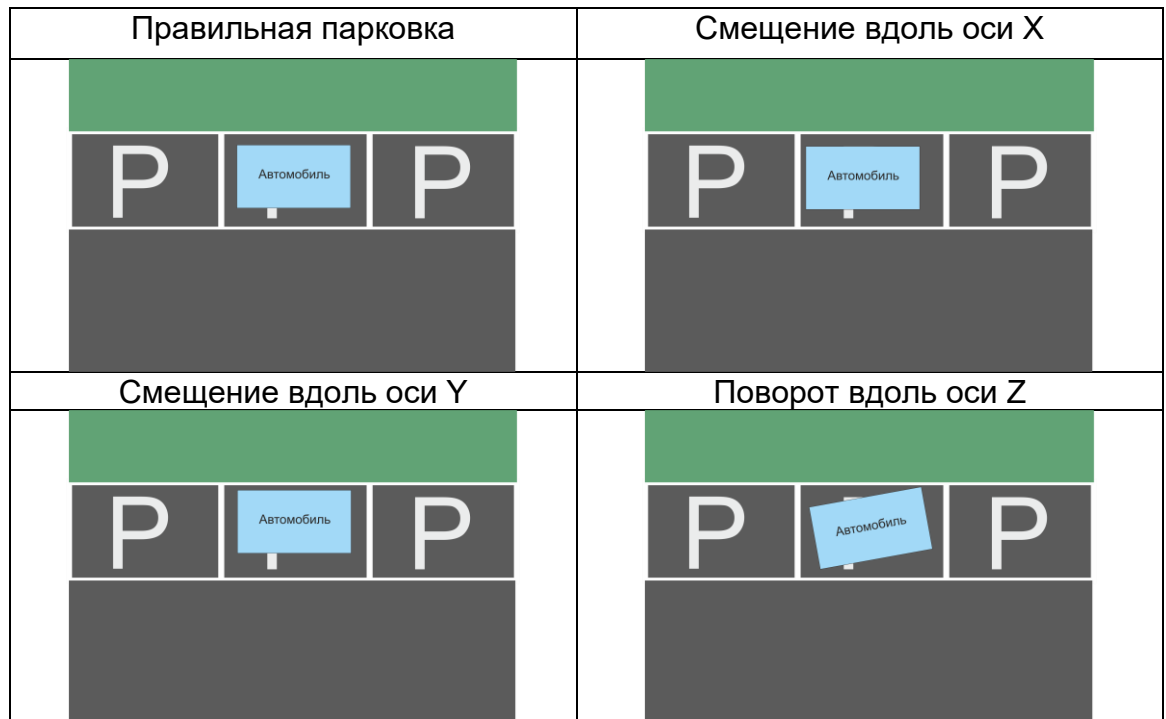 Правильная парковка
Смещение вдоль оси X
P
Автомобиль
P
P
Автомобиль
P
Смещение вдоль оси Y
Поворот вдоль оси Z
P
Автомобиль
P
P
Автомобиль
P